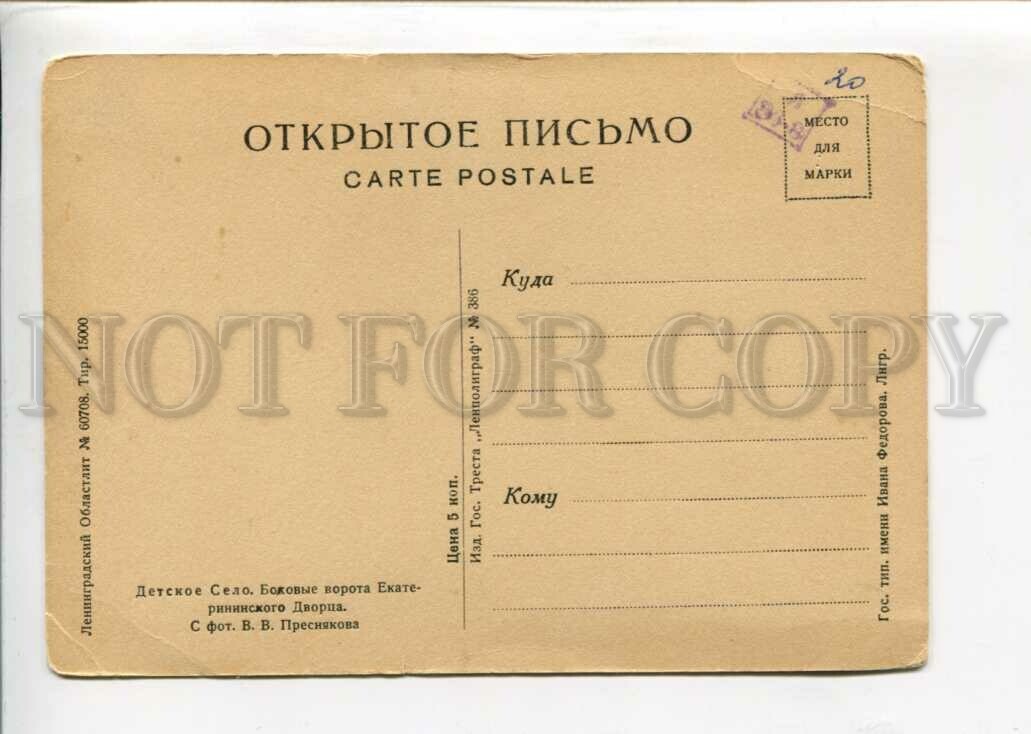 20
ОТКРЫТОЕ ПИСЬМО
CARTE POSTALE
МЕСТО
ДЛЯ
МАРКИ
Куда
Кому
Ленинградский Областлит № 60708. Тир. 15000
Цена 5 коп.
Изд. Гос. Треста „Ленполиграф" № 386
Гос. тип. имени Ивана Федорова. Лнгр.
Детское Село. Боковые ворота Екате-
рининского Дворца.
С фот. В. В. Преснякова
NOT FOR COPY